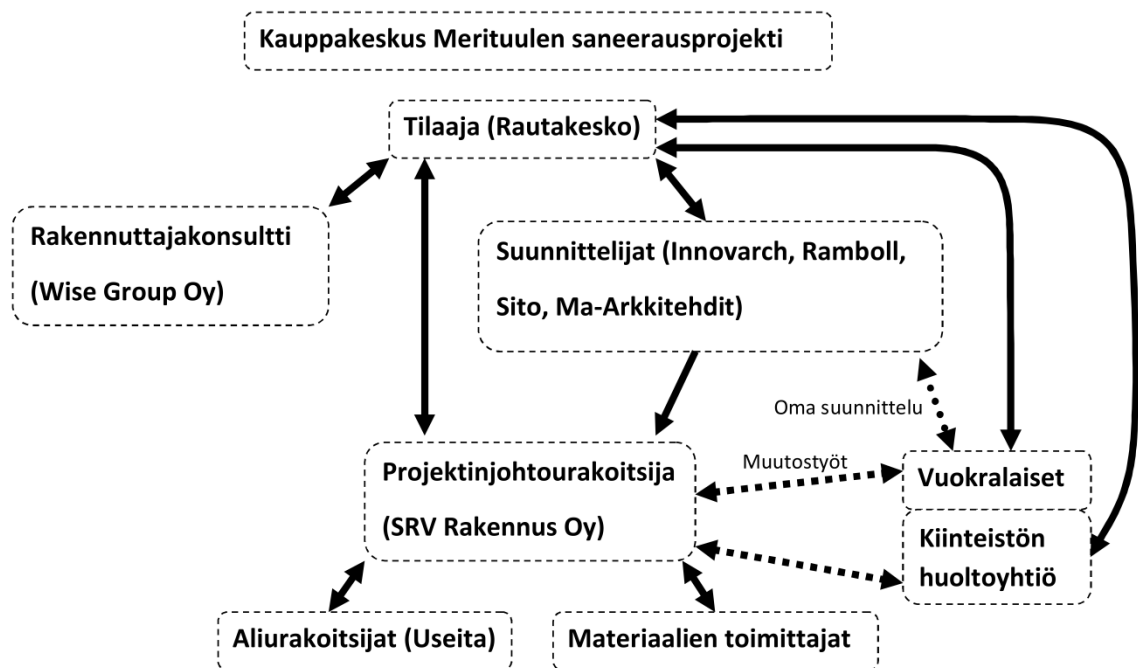 Kauppakeskus Merituulen saneerausprojekti
Tilaaja (Rautakesko)
Rakennuttajakonsultti
(Wise Group Oy)
Suunnittelijat (Innovarch, Ramboll,
Sito, Ma-Arkkitehdit)
Oma suunnittelu
Muutostyöt
Projektinjohtourakoitsija
(SRV Rakennus Oy)
Vuokralaiset
Kiinteistön
huoltoyhtiö
Aliurakoitsijat (Useita)
Materiaalien toimittajat